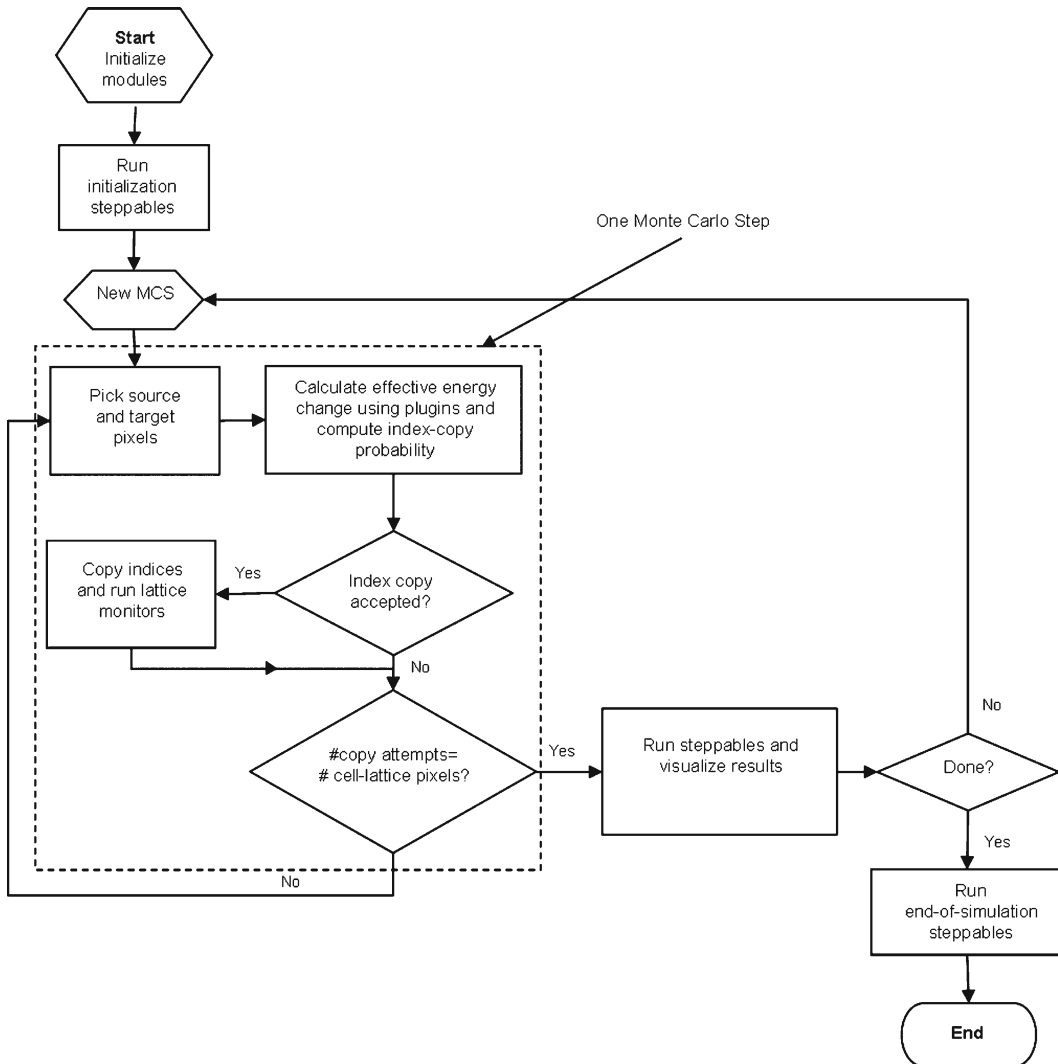 Start
Initialize
modules
Run
initialization
steppables
One Monte Carlo Step
New MCS
Pick source
and target
pixels
Calculate effective energy
change using plugins and
compute index-copy
probability
Copy indices
and run lattice
monitors
Yes
Index copy
accepted?
No
#copy attempts=
# cell-lattice pixels?
Yes
No
Run steppables and
visualize results
No
Done?
Yes
Run
end-of-simulation
steppables
End